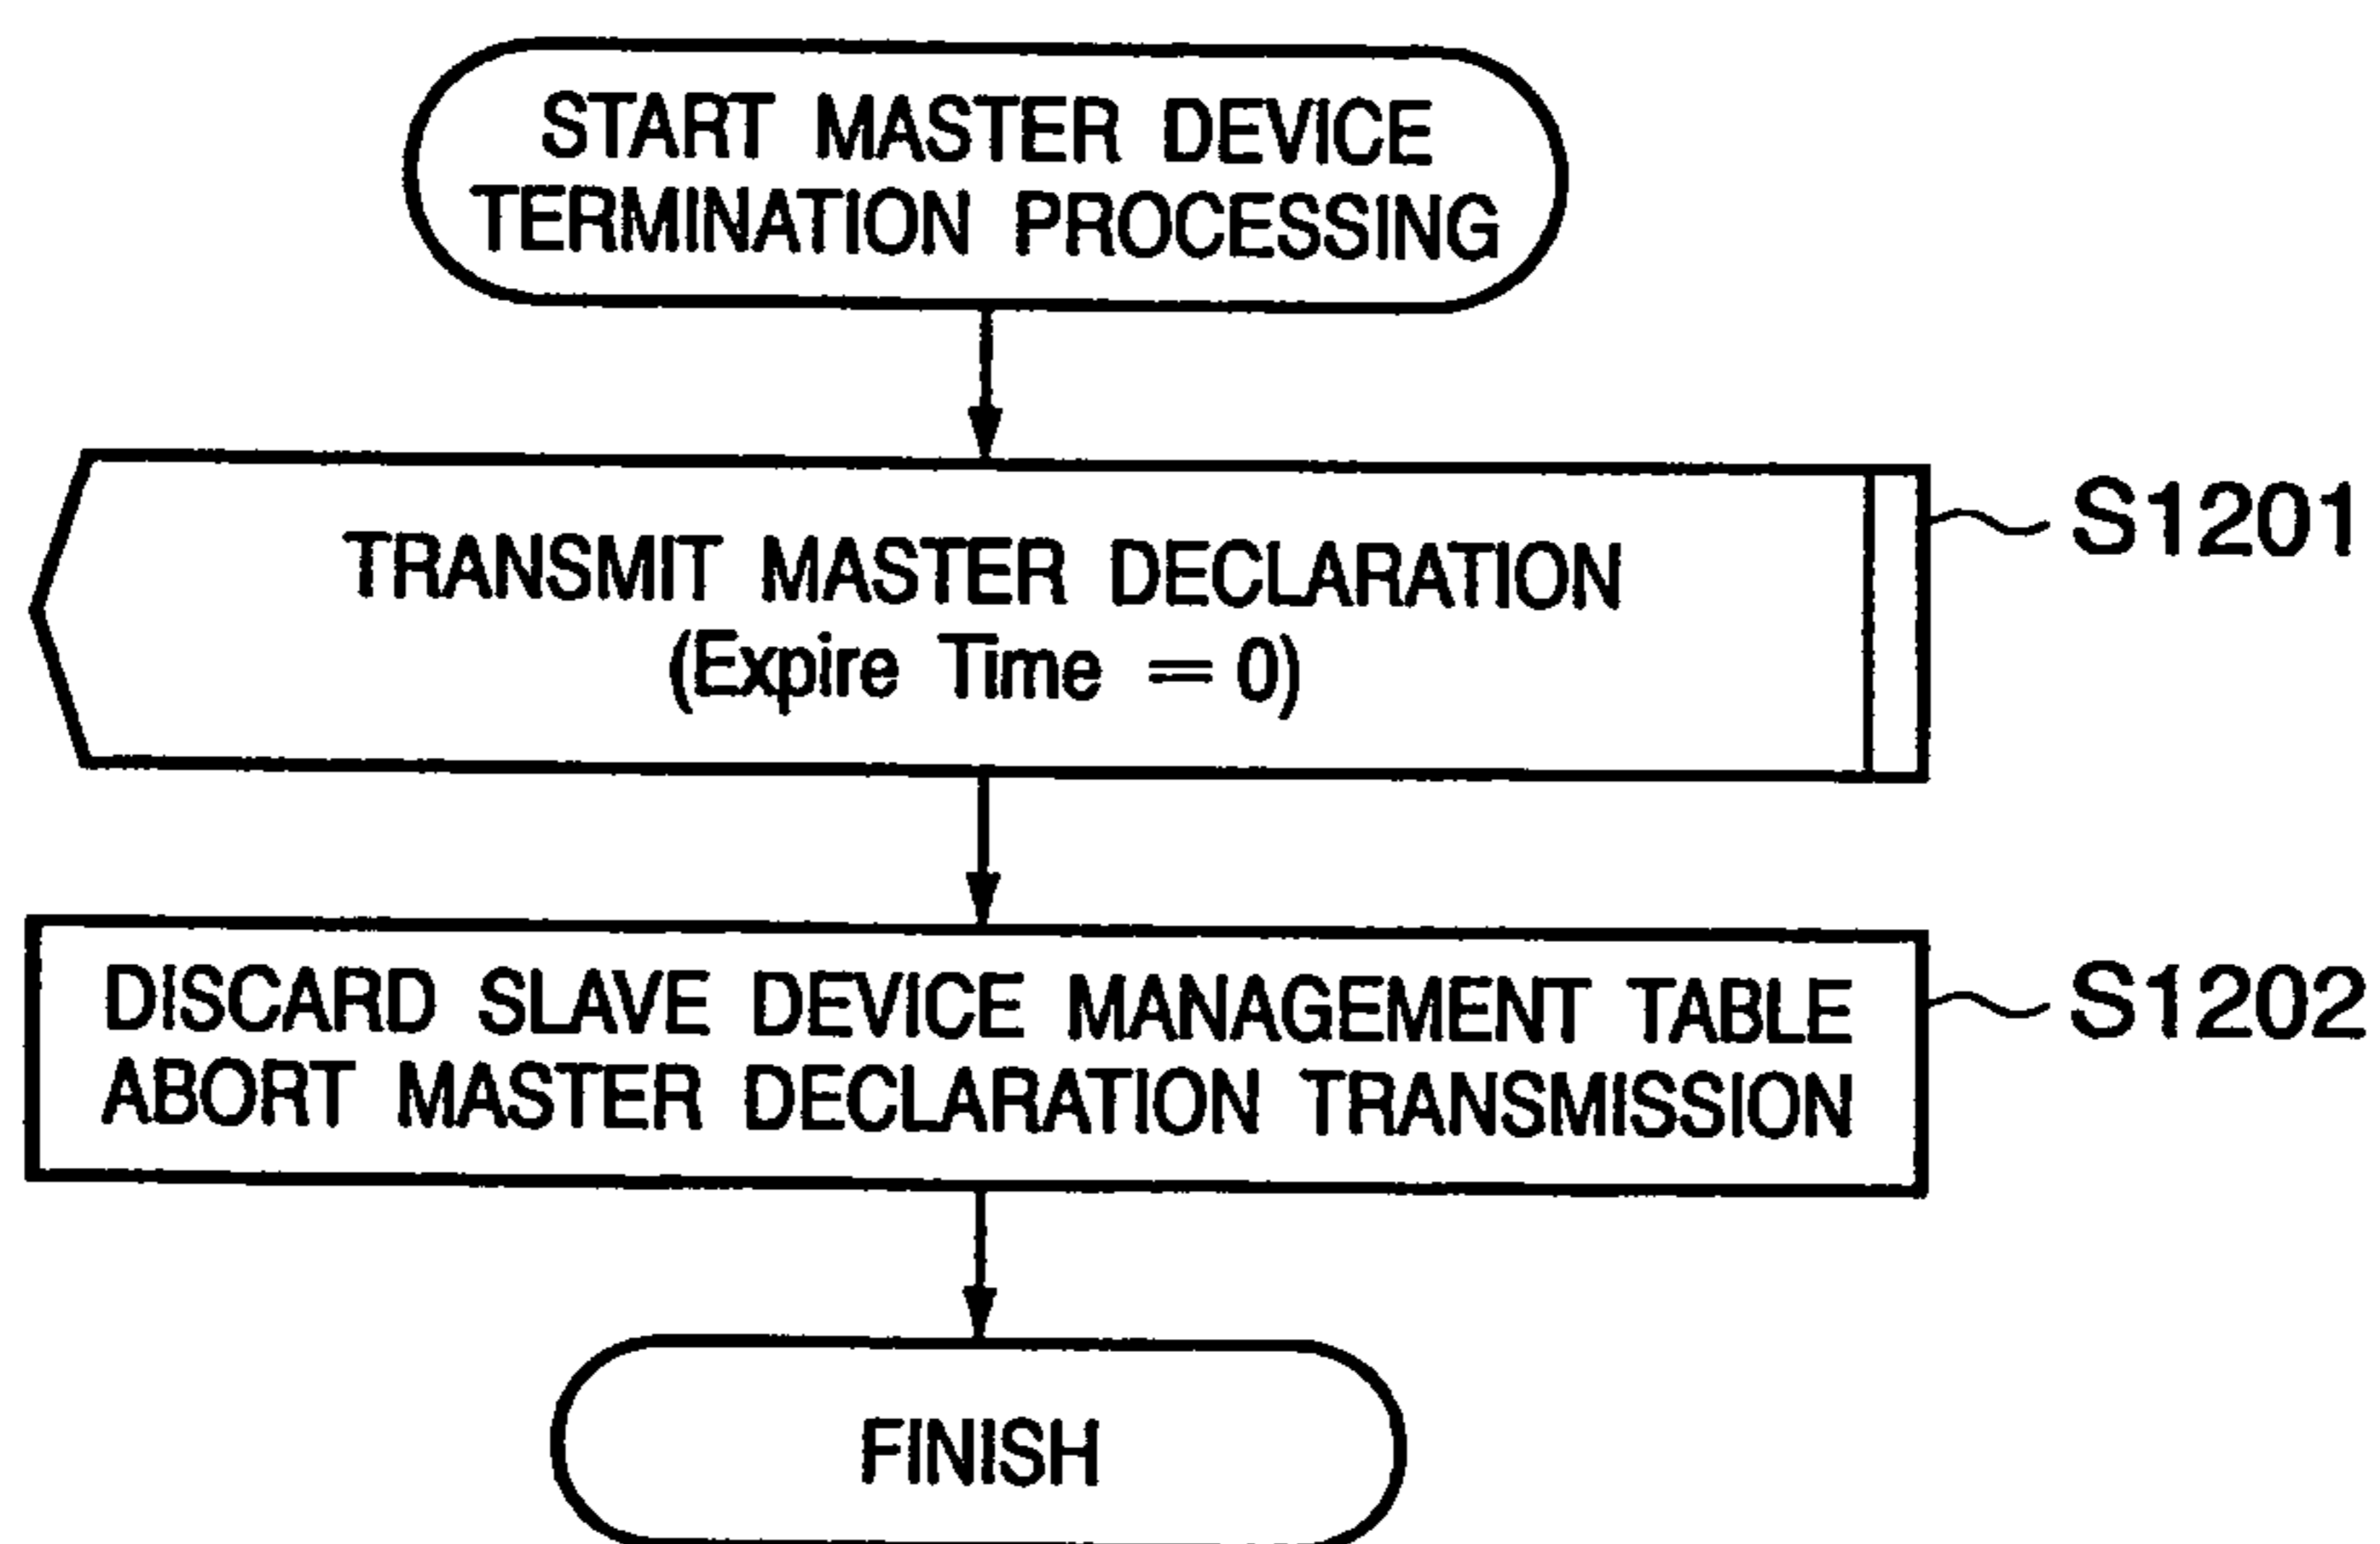 START MASTER DEVICE
TERMINATION PROCESSING
TRANSMIT MASTER DECLARATION
(Expire Time = 0)
S1201
DISCARD SLAVE DEVICE MANAGEMENT TABLE
ABORT MASTER DECLARATION TRANSMISSION
S1202
FINISH